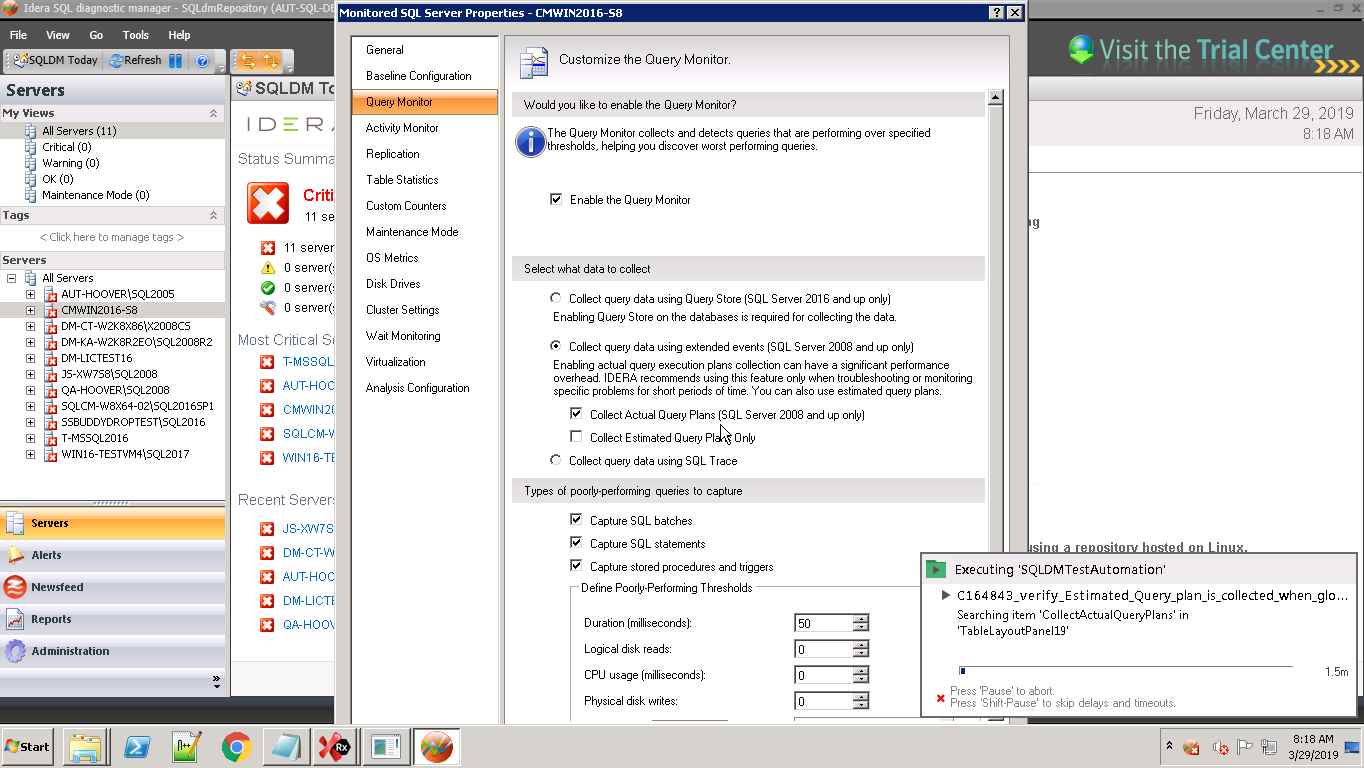 Idera SQL diagnostic manager - SQLdmRepository (AUT-SQL-DB
File View Go Tools Help
SQLDM Today Refresh
Servers
My Views
All Servers (11)
Critical (0)
Warning (0)
OK (0)
Maintenance Mode (0)
Tags
< Click here to manage tags >
Servers
All Servers
AUT-HOOVER\SQL2005
CMWIN2016-S8
DM-CT-W2K8X86\X2008CS
DM-KA-W2K8R2EO\SQL2008R2
DM-LICTEST16
JS-XW7S8\SQL2008
QA-HOOVER\SQL2008
SQLCM-W8X64-02\SQL2016SP1
SSBUDDYDROPTEST\SQL2016
T-MSSQL2016
WIN16-TESTVM4\SQL2017
Servers
Alerts
Newsfeed
Reports
Administration
SQLDM To
IDERA
Status Summa
Criti
11 se
11 server
0 server(s
0 server(s
0 server(s
Most Critical S
T-MSSQL
AUT-HOO
CMWIN20
SQLCM-W
WIN16-TE
Recent Servers
JS-XW7S
DM-CT-W
AUT-HOO
DM-LICTE
QA-HOOV
Monitored SQL Server Properties - CMWIN2016-S8
General
Baseline Configuration
Query Monitor
Activity Monitor
Replication
Table Statistics
Custom Counters
Maintenance Mode
OS Metrics
Disk Drives
Cluster Settings
Wait Monitoring
Virtualization
Analysis Configuration
Customize the Query Monitor.
Would you like to enable the Query Monitor?
The Query Monitor collects and detects queries that are performing over specified
thresholds, helping you discover worst performing queries.
Enable the Query Monitor
Select what data to collect
Collect query data using Query Store (SQL Server 2016 and up only)
Enabling Query Store on the databases is required for collecting the data.
Collect query data using extended events (SQL Server 2008 and up only)
Enabling actual query execution plans collection can have a significant performance
overhead. IDERA recommends using this feature only when troubleshooting or monitoring
specific problems for short periods of time. You can also use estimated query plans.
Collect Actual Query Plans (SQL Server 2008 and up only)
Collect Estimated Query Plans Only
Collect query data using SQL Trace
Types of poorly-performing queries to capture
Capture SQL batches
Capture SQL statements
Capture stored procedures and triggers
Define Poorly-Performing Thresholds
Duration (milliseconds): 50
Logical disk reads: 0
CPU usage (milliseconds): 0
Physical disk writes: 0
Visit the Trial Center
Friday, March 29, 2019
8:18 AM
ng
using a repository hosted on Linux.
Executing 'SQLDMTestAutomation'
C164843_verify_Estimated_Query_plan_is_collected_when_glo...
Searching item 'CollectActualQueryPlans' in
'TableLayoutPanel19'
1.5m
Press 'Pause' to abort.
Press 'Shift-Pause' to skip delays and timeouts.
Start
8:18 AM
3/29/2019